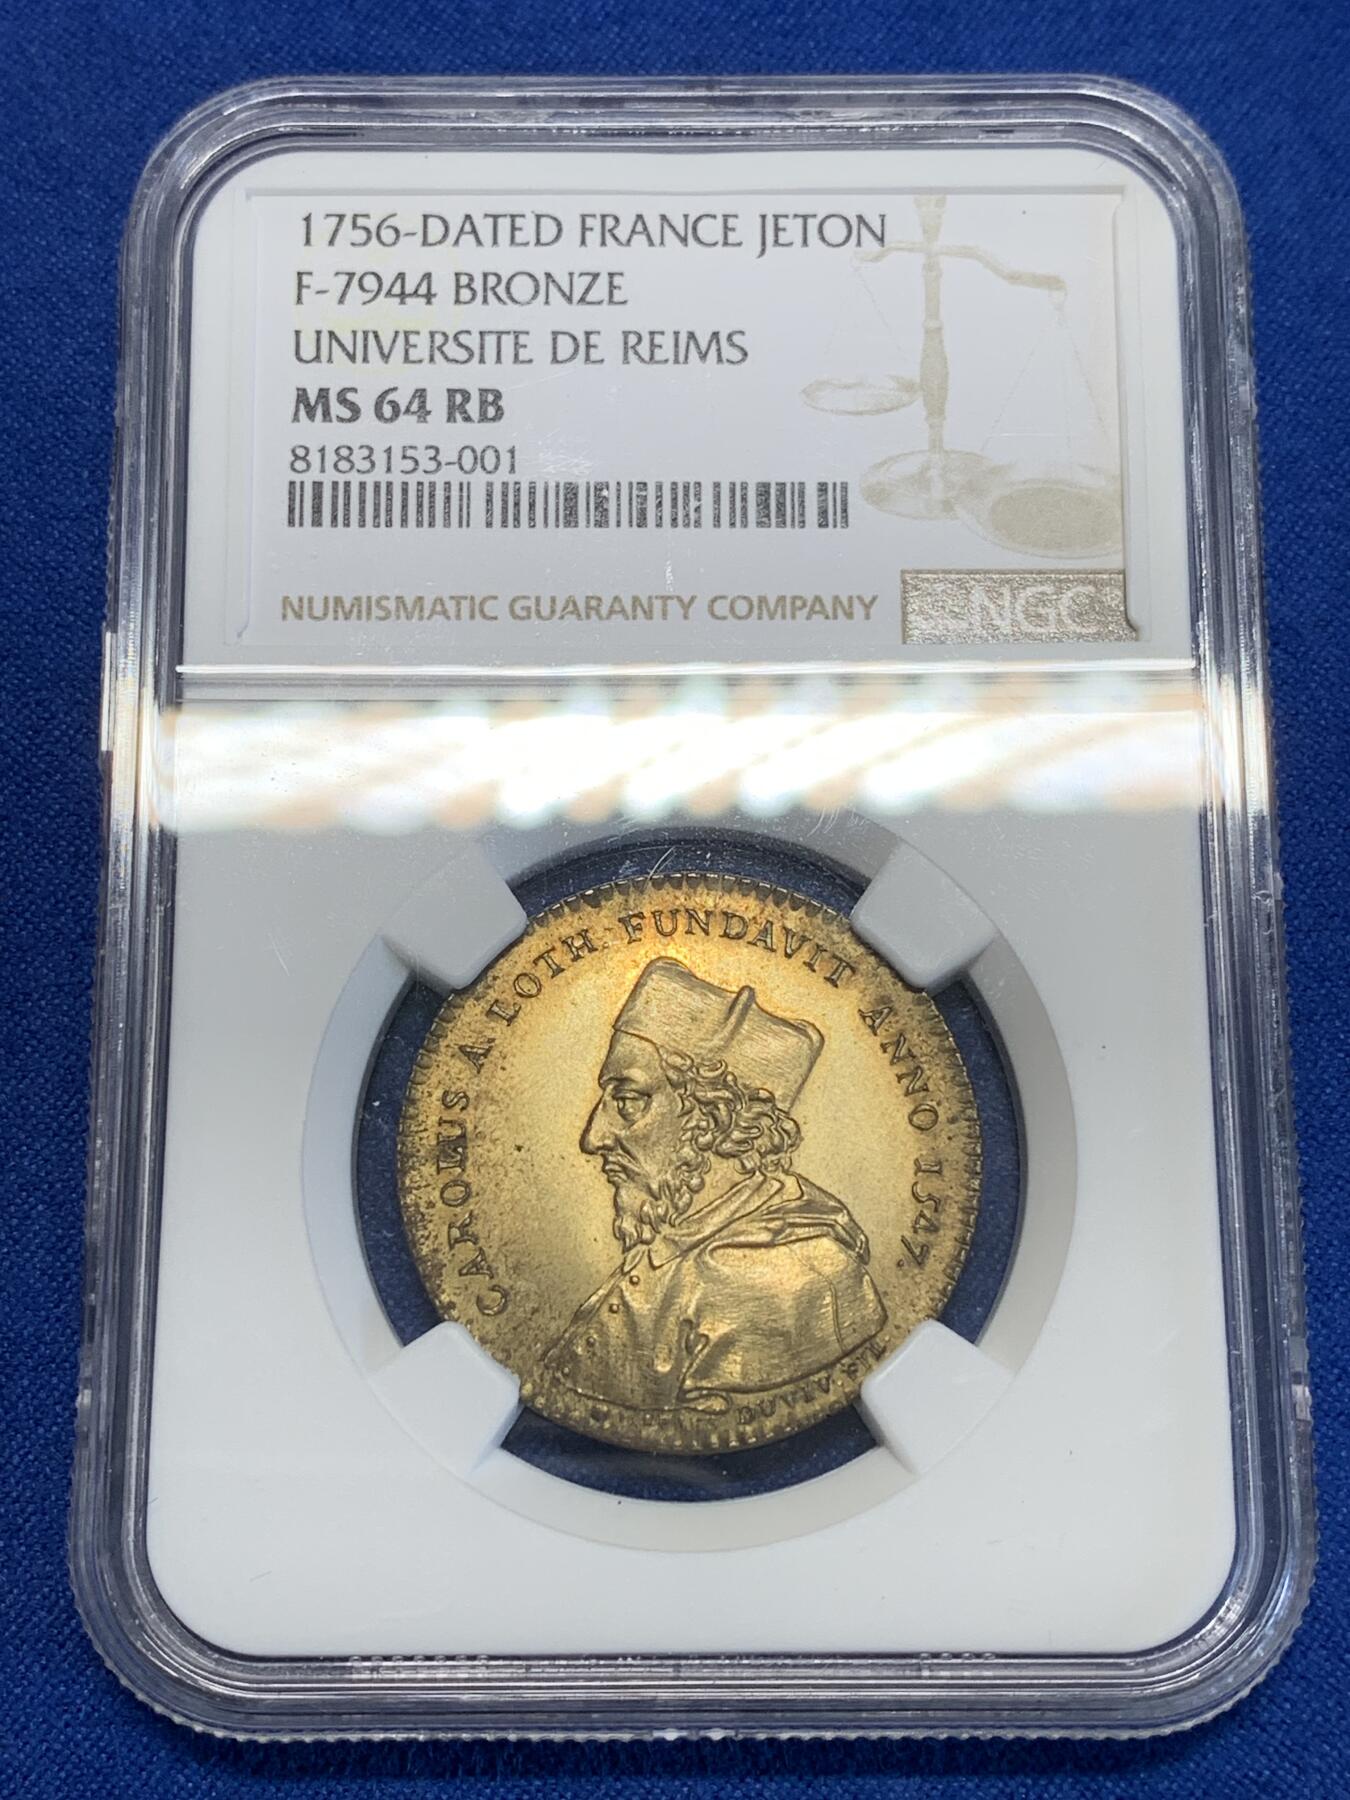 1756-DATED FRANCE JETON
F-7944 BRONZE
UNIVERSITE DE REIMS
MS 64 RB
8183153-001
NUMISMATIC GUARANTY COMPANY
NGC
CAROLUS A LOTH. FUNDAVIT ANNO 1547.
DUVIVIER